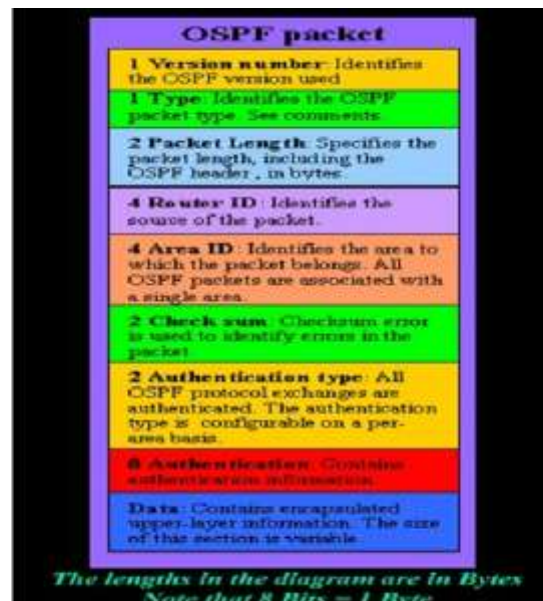 OSPF packet
1 Version number: Identifies
the OSPF version used
1 Type: Identifies the OSPF
packet type. See comments.
2 Packet Length: Specifies the
packet length, including the
OSPF header , in bytes.
4 Router ID : Identifies the
source of the packet.
4 Area ID : Identifies the area to
which the packet belongs. All
OSPF packets are associated with
a single area.
2 Check sum: Checksum error
is used to identify errors in the
packet
2 Authentication type: All
OSPF protocol exchanges are
authenticated. The authentication
type is configurable on a per-
area basis.
8 Authentication: Contains
authentication information.
Data: Contains encapsulated
upper-layer information. The size
of this section is variable
The lengths in the diagram are in Bytes
Note that 8 Bits = 1 Byte